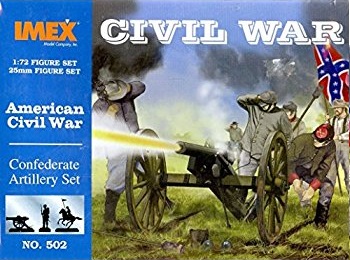 IMEX
Model Company, Inc.
CIVIL WAR
1:72 FIGURE SET
25mm FIGURE SET
American
Civil War
Confederate
Artillery Set
NO. 502